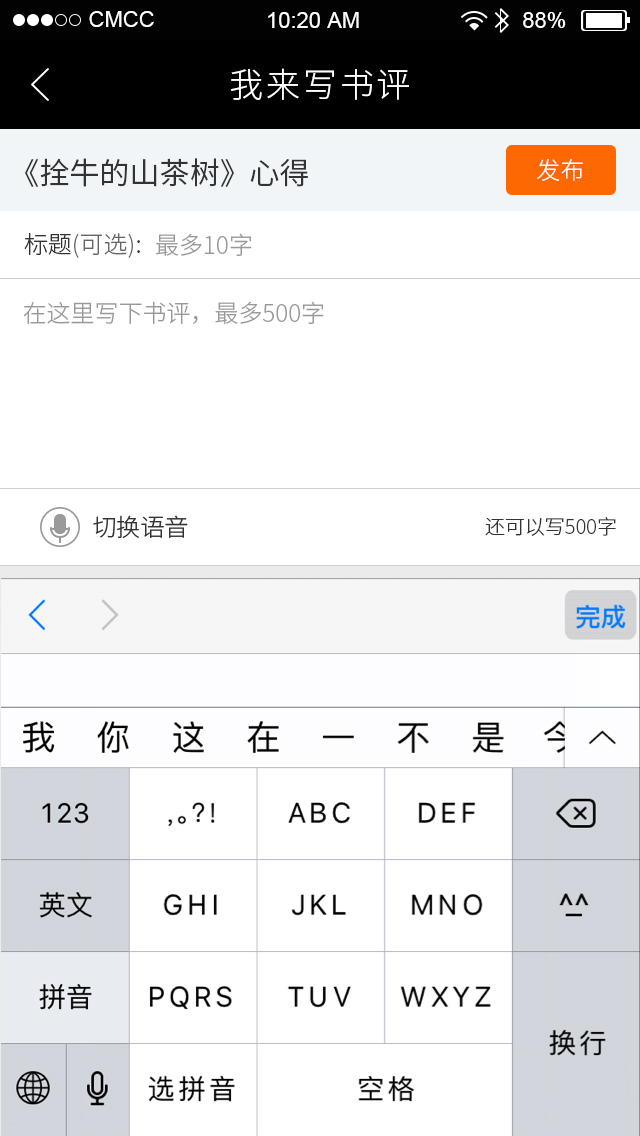 CMCC 10:20 AM 88%
我来写书评
《拴牛的山茶树》心得 发布
标题(可选): 最多10字
在这里写下书评，最多500字
切换语音 还可以写500字
完成
我 你 这 在 一 不 是 今
123 ,。?! ABC DEF
英文 GHI JKL MNO ^^
拼音 PQRS TUV WXYZ
换行
选拼音 空格